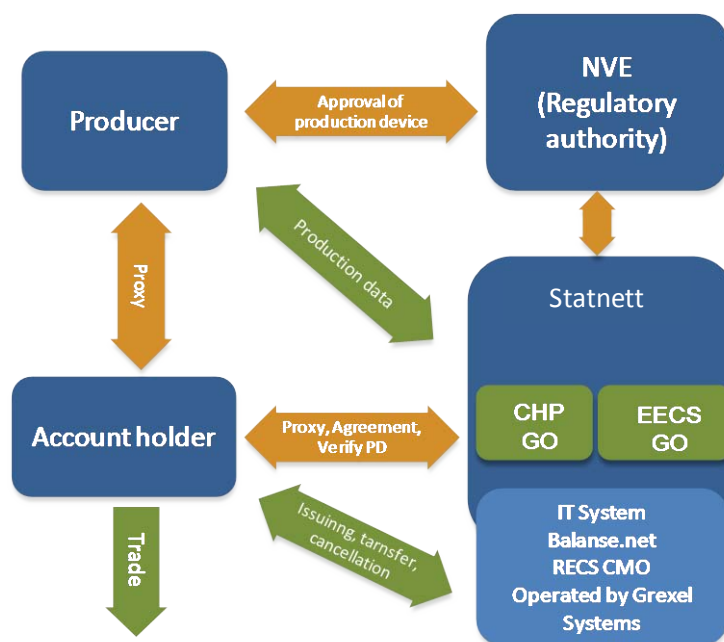 Producer
Approval of
production device
NVE
(Regulatory
authority)
Proxy
Production data
Statnett
CHP
GO
EECS
GO
Account holder
Proxy, Agreement,
Verify PD
Issuinng, tarnsfer,
cancellation
Trade
IT System
Balanse.net
RECS CMO
Operated by Grexel
Systems